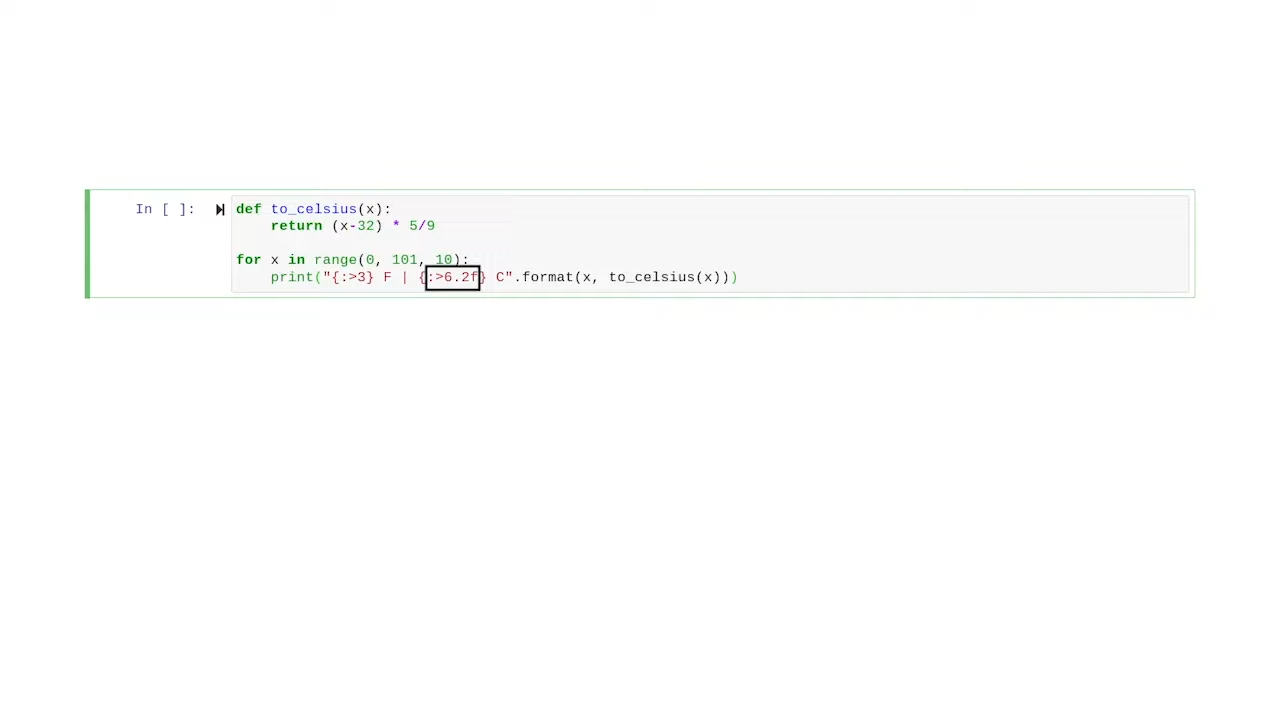 In [ ]: def to_celsius(x):
return (x-32) * 5/9
for x in range(0, 101, 10):
print("{:>3} F | {:>6.2f} C".format(x, to_celsius(x)))